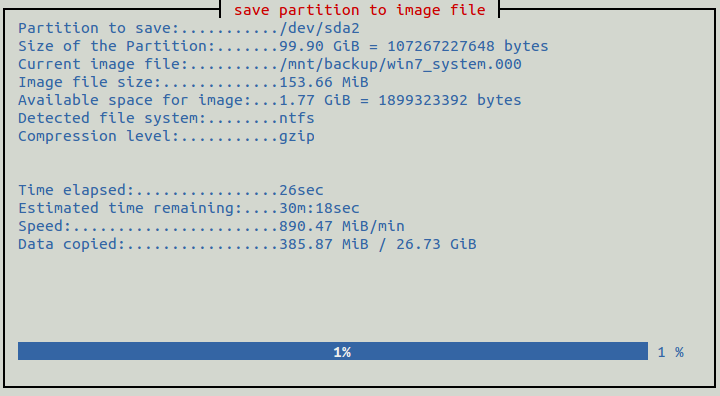 save partition to image file
Partition to save:...........​/dev/sda2
Size of the Partition:.......99.90 GiB = 107267227648 bytes
Current image file:..........​/mnt/backup/win7_system.000
Image file size:.............153.66 MiB
Available space for image:...1.77 GiB = 1899323392 bytes
Detected file system:........ntfs
Compression level:...........gzip
Time elapsed:................26sec
Estimated time remaining:....30m:18sec
Speed:.......................890.47 MiB/min
Data copied:.................385.87 MiB / 26.73 GiB
1% 1 %